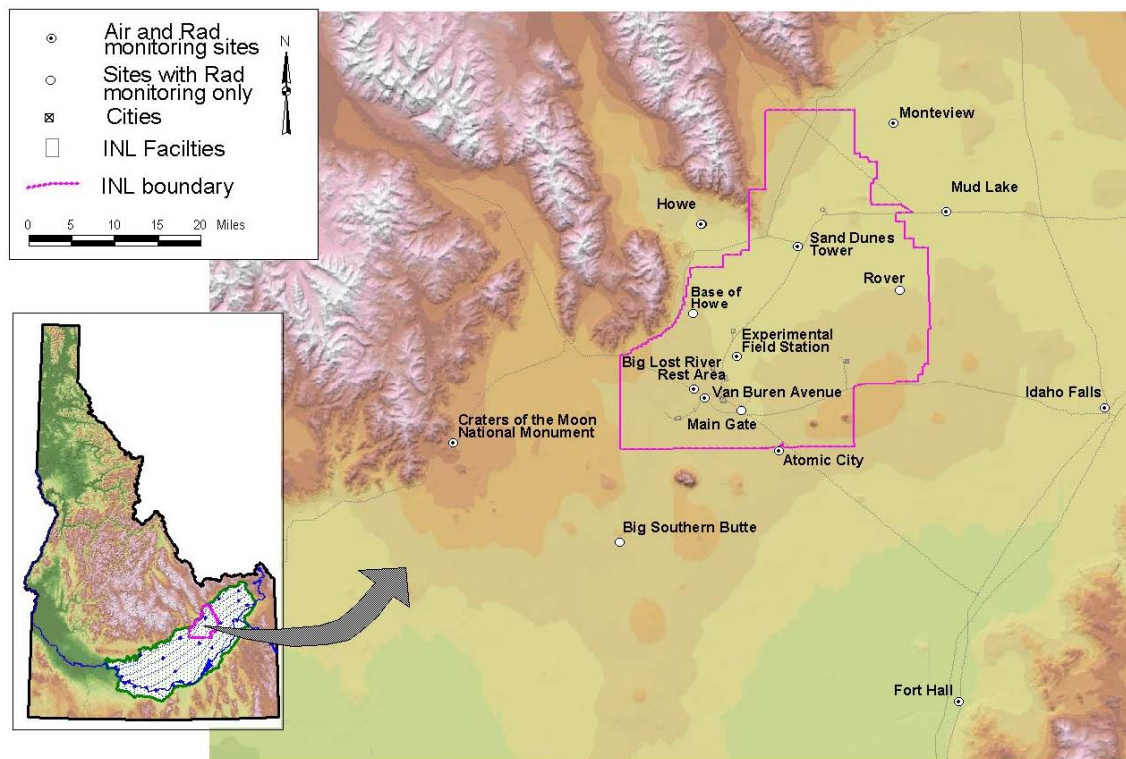 Air and Rad
monitoring sites
Sites with Rad
monitoring only
Cities
INL Facilties
INL boundary
N
0 5 10 15 20 Miles
Monteview
Mud Lake
Howe
Sand Dunes
Tower
Rover
Base of
Howe
Experimental
Field Station
Big Lost River
Rest Area
Van Buren Avenue
Idaho Falls
Main Gate
Craters of the Moon
National Monument
Atomic City
Big Southern Butte
Fort Hall